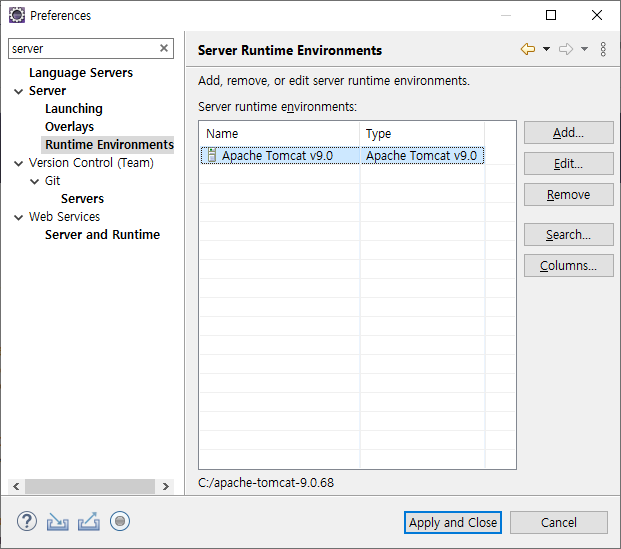 Preferences
server
Language Servers
Server
Launching
Overlays
Runtime Environments
Version Control (Team)
Git
Servers
Web Services
Server and Runtime
Server Runtime Environments
Add, remove, or edit server runtime environments.
Server runtime environments:
Name Type
Apache Tomcat v9.0 Apache Tomcat v9.0
Add...
Edit...
Remove
Search...
Columns...
C:/apache-tomcat-9.0.68
Apply and Close Cancel